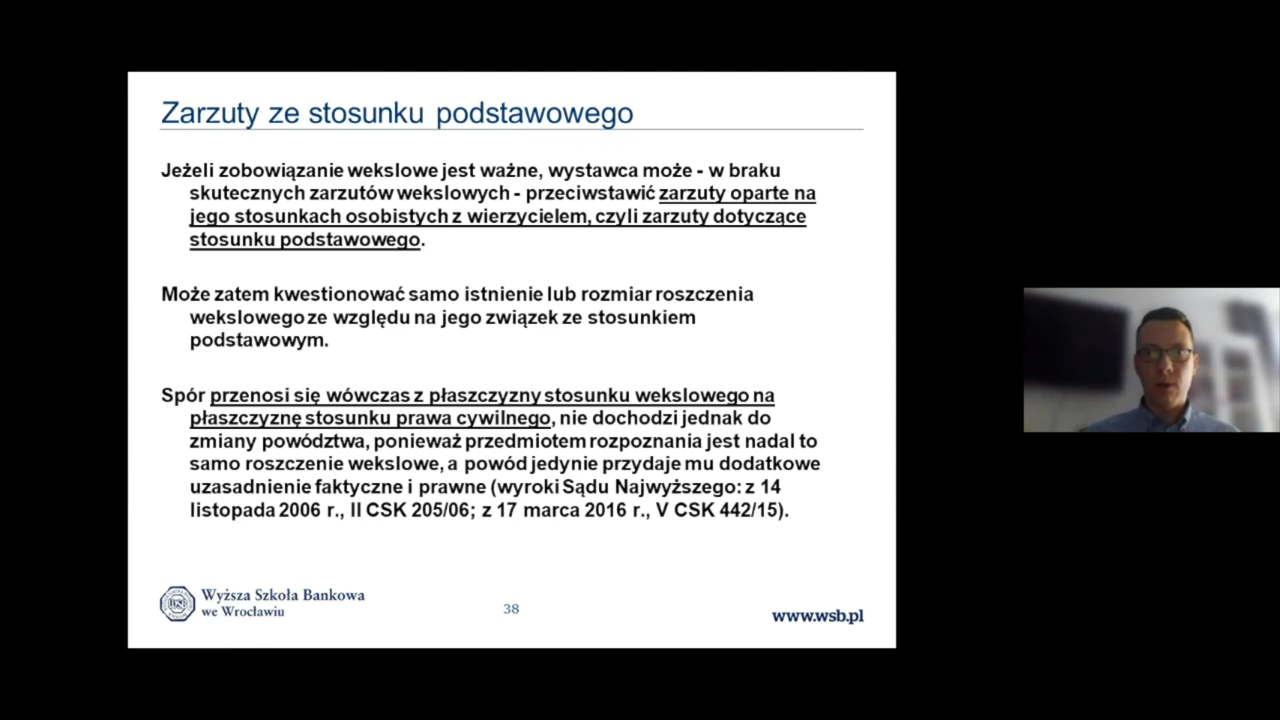 Zarzuty ze stosunku podstawowego
Jeżeli zobowiązanie wekslowe jest ważne, wystawca może - w braku
skutecznych zarzutów wekslowych - przeciwstawić zarzuty oparte na
jego stosunkach osobistych z wierzycielem, czyli zarzuty dotyczące
stosunku podstawowego.
Może zatem kwestionować samo istnienie lub rozmiar roszczenia
wekslowego ze względu na jego związek ze stosunkiem
podstawowym.
Spór przenosi się wówczas z płaszczyzny stosunku wekslowego na
płaszczyznę stosunku prawa cywilnego, nie dochodzi jednak do
zmiany powództwa, ponieważ przedmiotem rozpoznania jest nadal to
samo roszczenie wekslowe, a powód jedynie przydaje mu dodatkowe
uzasadnienie faktyczne i prawne (wyroki Sądu Najwyższego: z 14
listopada 2006 r., II CSK 205/06; z 17 marca 2016 r., V CSK 442/15).
Wyższa Szkoła Bankowa
we Wrocławiu
38
www.wsb.pl